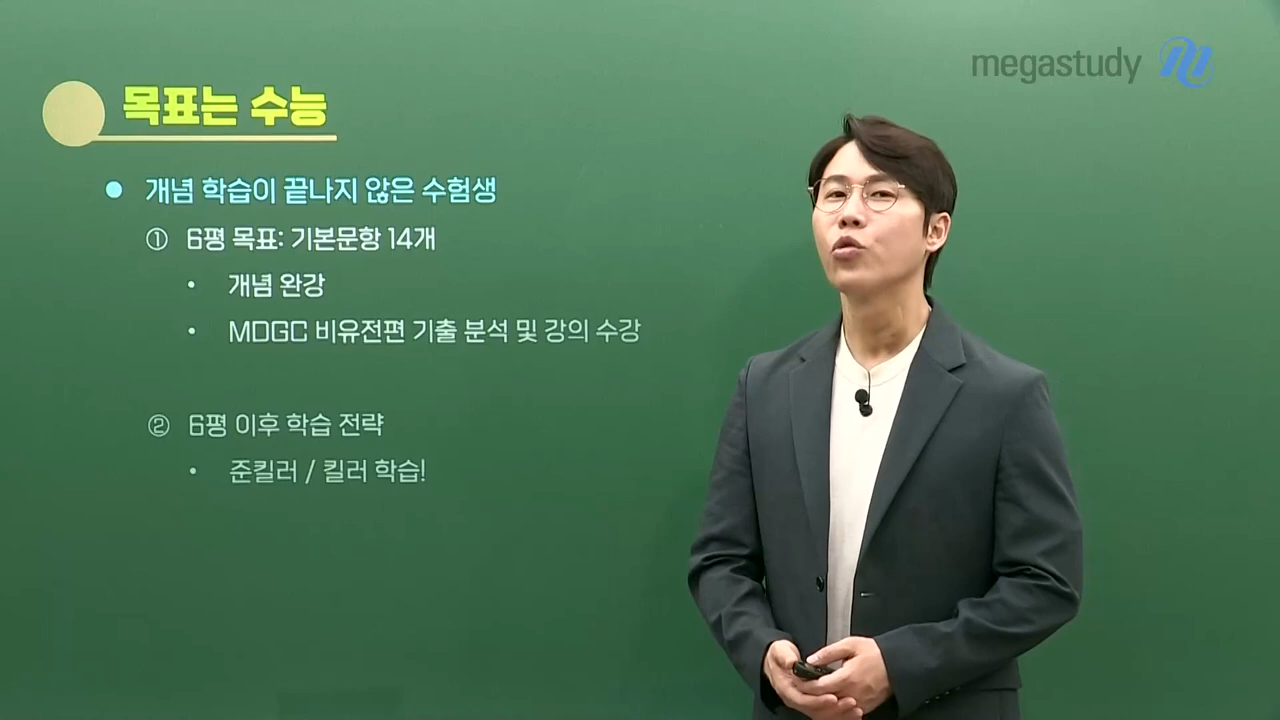 megastudy
목표는 수능
● 개념 학습이 끝나지 않은 수험생
① 6평 목표: 기본문항 14개
• 개념 완강
• MDGC 비유전편 기출 분석 및 강의 수강
② 6평 이후 학습 전략
• 준킬러 / 킬러 학습!